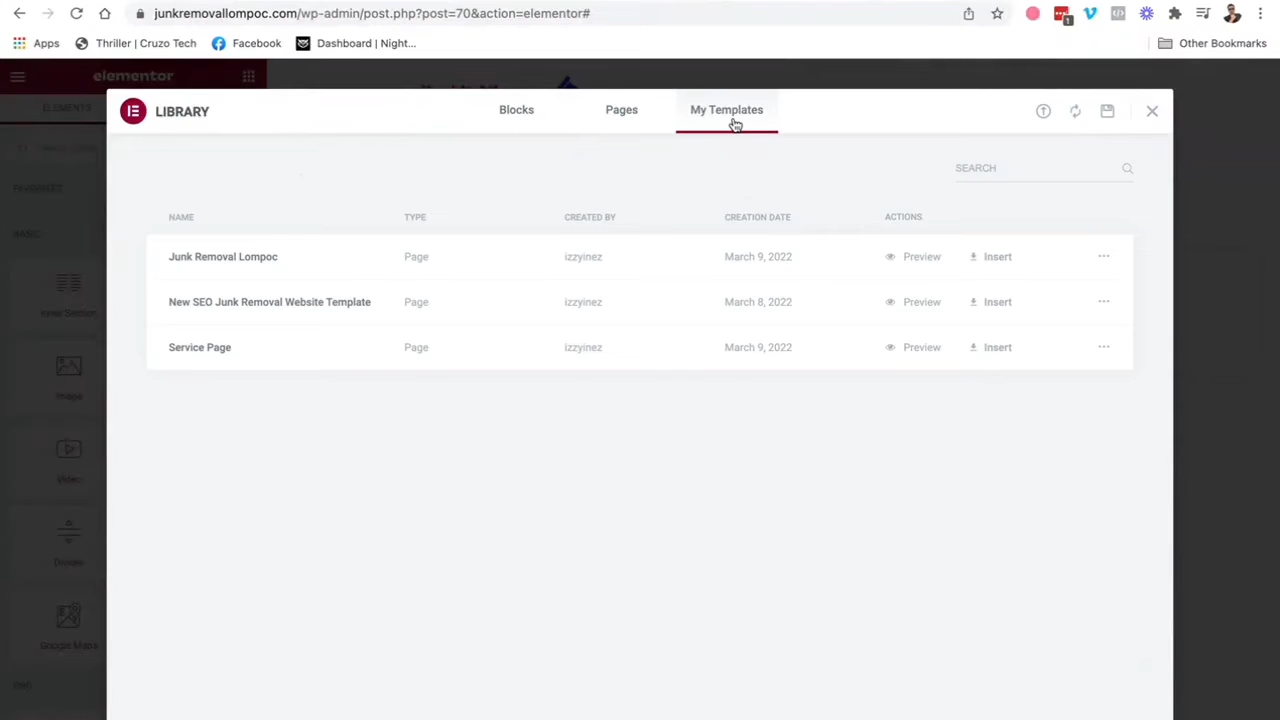 junkremovallompoc.com/wp-admin/post.php?post=70&action=elementor#
1
Apps Thriller | Cruzo Tech Facebook Dashboard | Night... Other Bookmarks
elementor
ELEMENTS
LIBRARY Blocks Pages My Templates
SEARCH
FAVORITES
NAME TYPE CREATED BY CREATION DATE ACTIONS
BASIC
Junk Removal Lompoc Page izzyinez March 9, 2022 Preview Insert
New SEO Junk Removal Website Template Page izzyinez March 8, 2022 Preview Insert
Inner Section
Service Page Page izzyinez March 9, 2022 Preview Insert
Image
Video
Divider
Google Maps
PRO